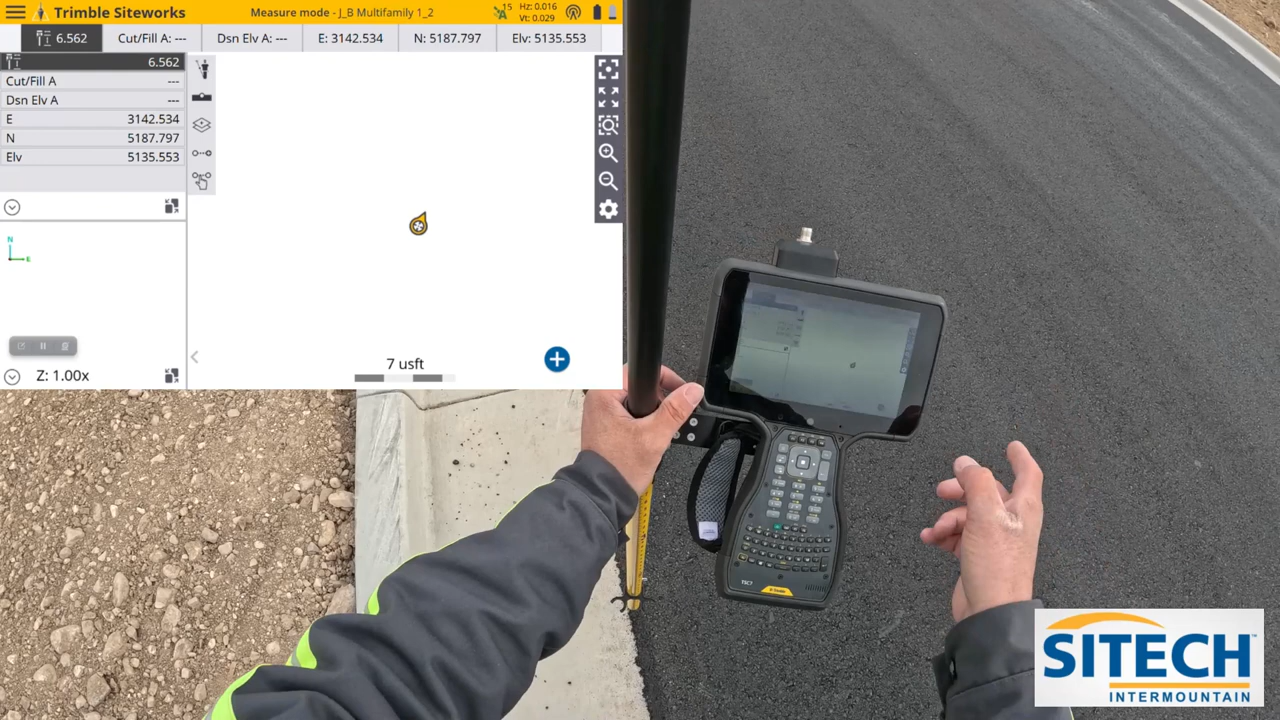 Trimble Siteworks
Measure mode - J_B Multifamily 1_2
15
Hz: 0.016
Vt: 0.029
6.562
Cut/Fill A: ---
Dsn Elv A: ---
E: 3142.534
N: 5187.797
Elv: 5135.553
6.562
Cut/Fill A
---
Dsn Elv A
---
E
3142.534
N
5187.797
Elv
5135.553
N
E
Z: 1.00x
7 usft
TSC7
Trimble
SITECH
INTERMOUNTAIN